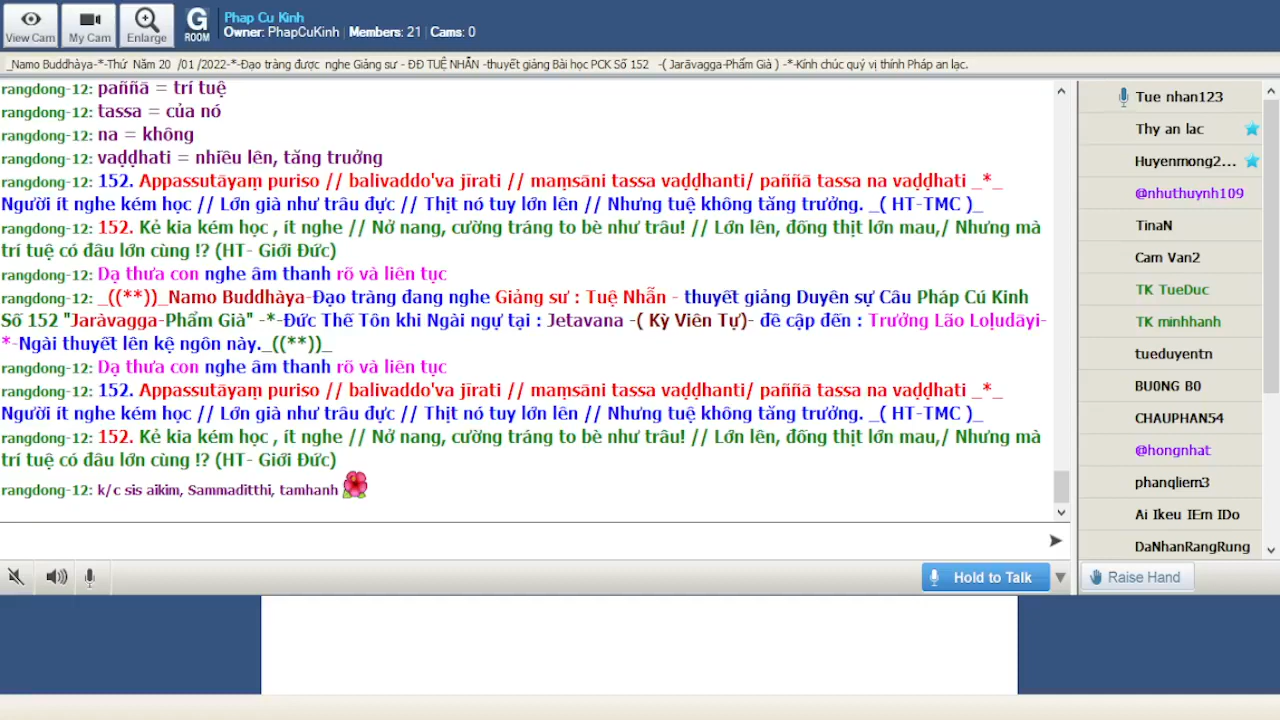 View Cam
My Cam
Enlarge
G
ROOM
Phap Cu Kinh
Owner: PhapCuKinh | Members: 21 | Cams: 0
_Namo Buddhàya-*-Thứ Năm 20 /01 /2022-*-Đạo tràng được nghe Giảng sư - ĐĐ TUỆ NHẪN -thuyết giảng Bài học PCK Số 152 -( Jarāvagga-Phẩm Già ) -*-Kính chúc quý vị thính Pháp an lạc.
rangdong-12: paññā = trí tuệ
rangdong-12: tassa = của nó
rangdong-12: na = không
rangdong-12: vaḍḍhati = nhiều lên, tăng truởng
rangdong-12: 152. Appassutāyaṃ puriso // balivaddo'va jīrati // maṃsāni tassa vaḍḍhanti/ paññā tassa na vaḍḍhati _*_
Người ít nghe kém học // Lớn già như trâu đực // Thịt nó tuy lớn lên // Nhưng tuệ không tăng trưởng. _( HT-TMC )_
rangdong-12: 152. Kẻ kia kém học , ít nghe // Nở nang, cường tráng to bè như trâu! // Lớn lên, đống thịt lớn mau,/ Nhưng mà
trí tuệ có đâu lớn cùng !? (HT- Giới Đức)
rangdong-12: Dạ thưa con nghe âm thanh rõ và liên tục
rangdong-12: _((**))_Namo Buddhàya-Đạo tràng đang nghe Giảng sư : Tuệ Nhẫn - thuyết giảng Duyên sự Câu Pháp Cú Kinh
Số 152 "Jaràvagga-Phẩm Già" -*-Đức Thế Tôn khi Ngài ngự tại : Jetavana -( Kỳ Viên Tự)- đề cập đến : Trưởng Lão Loḷudāyi-
*-Ngài thuyết lên kệ ngôn này._((**))_
rangdong-12: Dạ thưa con nghe âm thanh rõ và liên tục
rangdong-12: 152. Appassutāyaṃ puriso // balivaddo'va jīrati // maṃsāni tassa vaḍḍhanti/ paññā tassa na vaḍḍhati _*_
Người ít nghe kém học // Lớn già như trâu đực // Thịt nó tuy lớn lên // Nhưng tuệ không tăng trưởng. _( HT-TMC )_
rangdong-12: 152. Kẻ kia kém học , ít nghe // Nở nang, cường tráng to bè như trâu! // Lớn lên, đống thịt lớn mau,/ Nhưng mà
trí tuệ có đâu lớn cùng !? (HT- Giới Đức)
rangdong-12: k/c sis aikim, Sammaditthi, tamhanh
Hold to Talk
Tue nhan123
Thy an lac
Huyenmong2...
@nhuthuynh109
TinaN
Cam Van2
TK TueDuc
TK minhhanh
tueduyentn
BU0NG B0
CHAUPHAN54
@hongnhat
phanqliem3
Ai Ikeu IEm IDo
DaNhanRangRung
Raise Hand